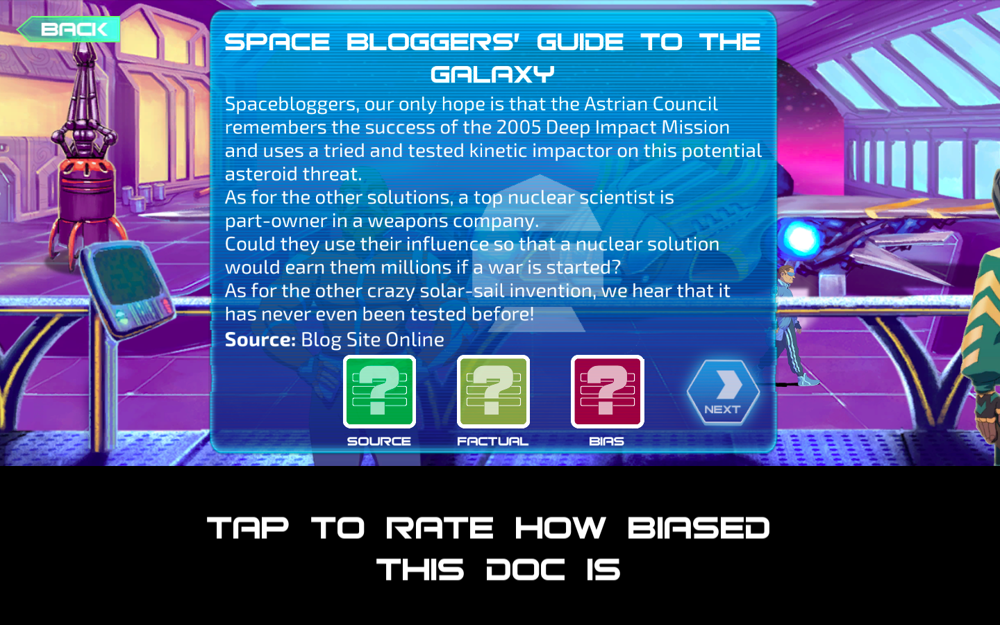 BACK
SPACE BLOGGERS' GUIDE TO THE
GALAXY
Spacebloggers, our only hope is that the Astrian Council
remembers the success of the 2005 Deep Impact Mission
and uses a tried and tested kinetic impactor on this potential
asteroid threat.
As for the other solutions, a top nuclear scientist is
part-owner in a weapons company.
Could they use their influence so that a nuclear solution
would earn them millions if a war is started?
As for the other crazy solar-sail invention, we hear that it
has never even been tested before!
Source: Blog Site Online
? ? ?
NEXT
SOURCE FACTUAL BIAS
TAP TO RATE HOW BIASED
THIS DOC IS